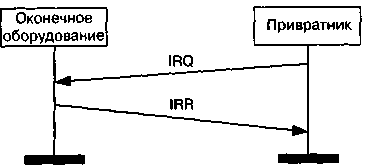 Оконечное
оборудование
Привратник
IRQ
IRR